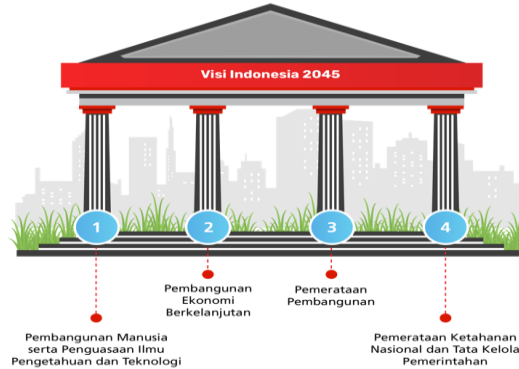 Visi Indonesia 2045
1
2
3
4
Pembangunan Manusia
serta Penguasaan Ilmu
Pengetahuan dan Teknologi
Pembangunan
Ekonomi
Berkelanjutan
Pemerataan
Pembangunan
Pemerataan Ketahanan
Nasional dan Tata Kelola
Pemerintahan